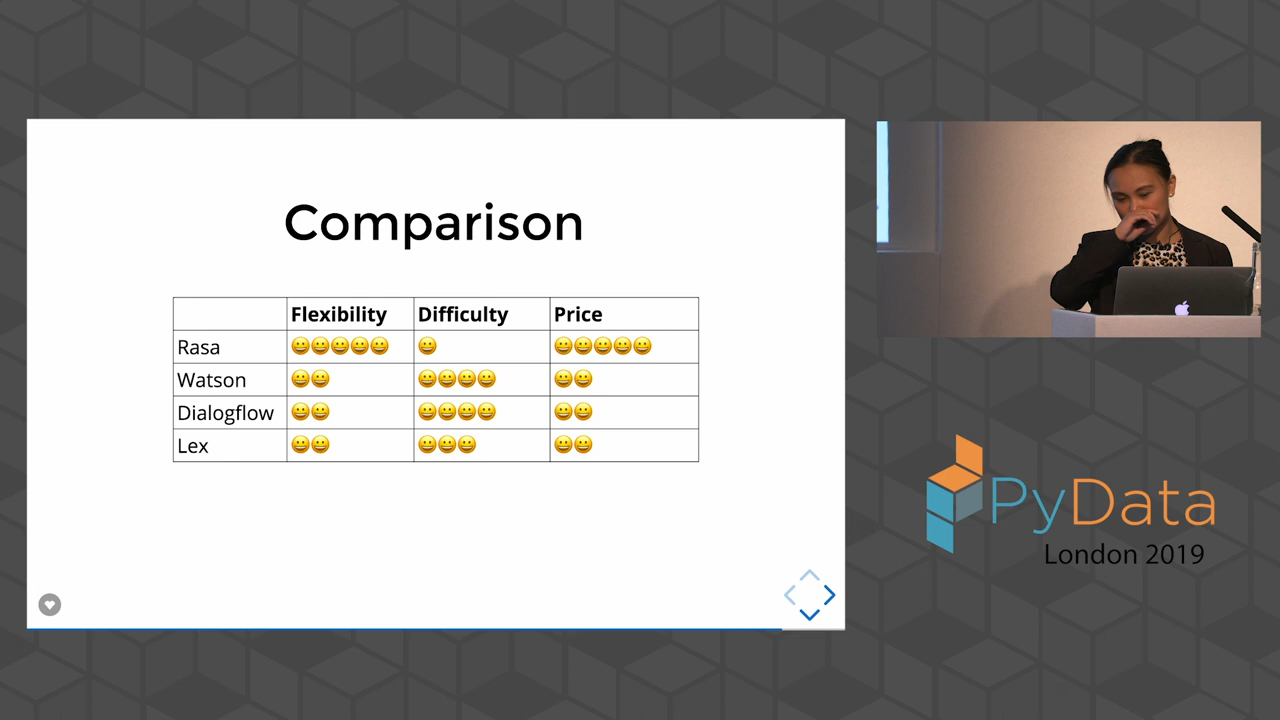 Comparison
Flexibility Difficulty Price
Rasa 😀😀😀😀😀 😀 😀😀😀😀😀
Watson 😀😀 😀😀😀😀 😀😀
Dialogflow 😀😀 😀😀😀😀 😀😀
Lex 😀😀 😀😀😀 😀😀
PyData
London 2019